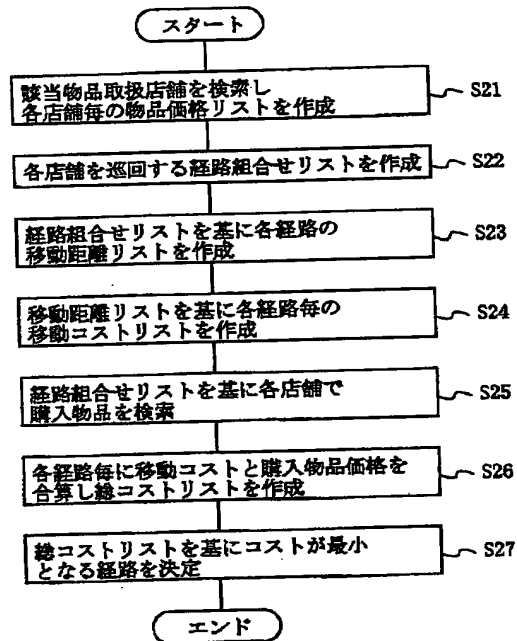 スタート
該当物品取扱店舗を検索し
各店舗毎の物品価格リストを作成
S21
各店舗を巡回する経路組合せリストを作成
S22
経路組合せリストを基に各経路の
移動距離リストを作成
S23
移動距離リストを基に各経路毎の
移動コストリストを作成
S24
経路組合せリストを基に各店舗で
購入物品を検索
S25
各経路毎に移動コストと購入物品価格を
合算し総コストリストを作成
S26
総コストリストを基にコストが最小
となる経路を決定
S27
エンド